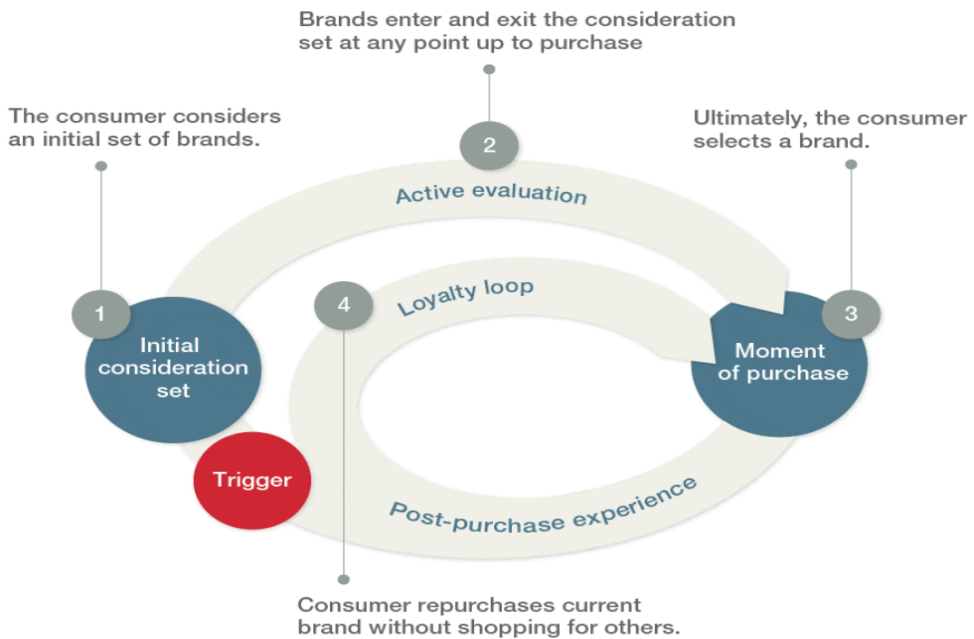 Brands enter and exit the consideration
set at any point up to purchase
The consumer considers
an initial set of brands.
Ultimately, the consumer
selects a brand.
2
Active evaluation
1
4
Loyalty loop
3
Initial
consideration
set
Moment
of purchase
Trigger
Post-purchase experience
Consumer repurchases current
brand without shopping for others.